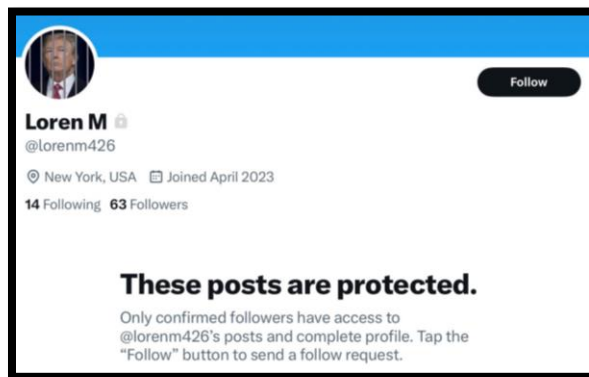 Follow
Loren M
@lorenm426
New York, USA Joined April 2023
14 Following 63 Followers
These posts are protected.
Only confirmed followers have access to
@lorenm426's posts and complete profile. Tap the
“Follow” button to send a follow request.